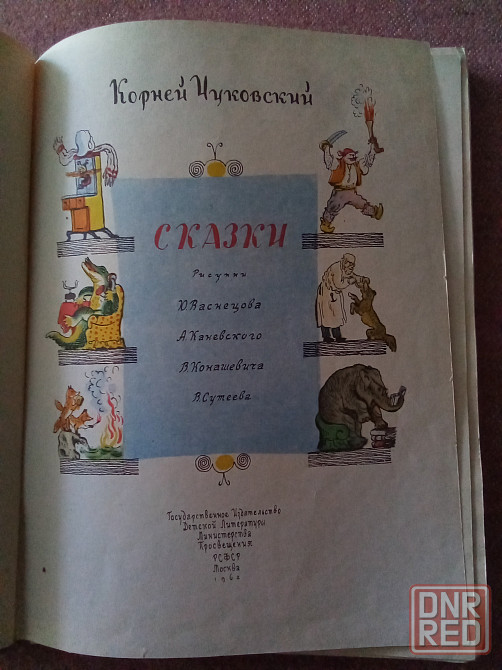 Корней Чуковский
СКАЗКИ
Рисунки
Ю.Васнецова
А.Каневского
В.Конашевича
В.Сутеева
Государственное Издательство
Детской Литературы
Министерства
Просвещения
РСФСР
Москва
DNR
RED